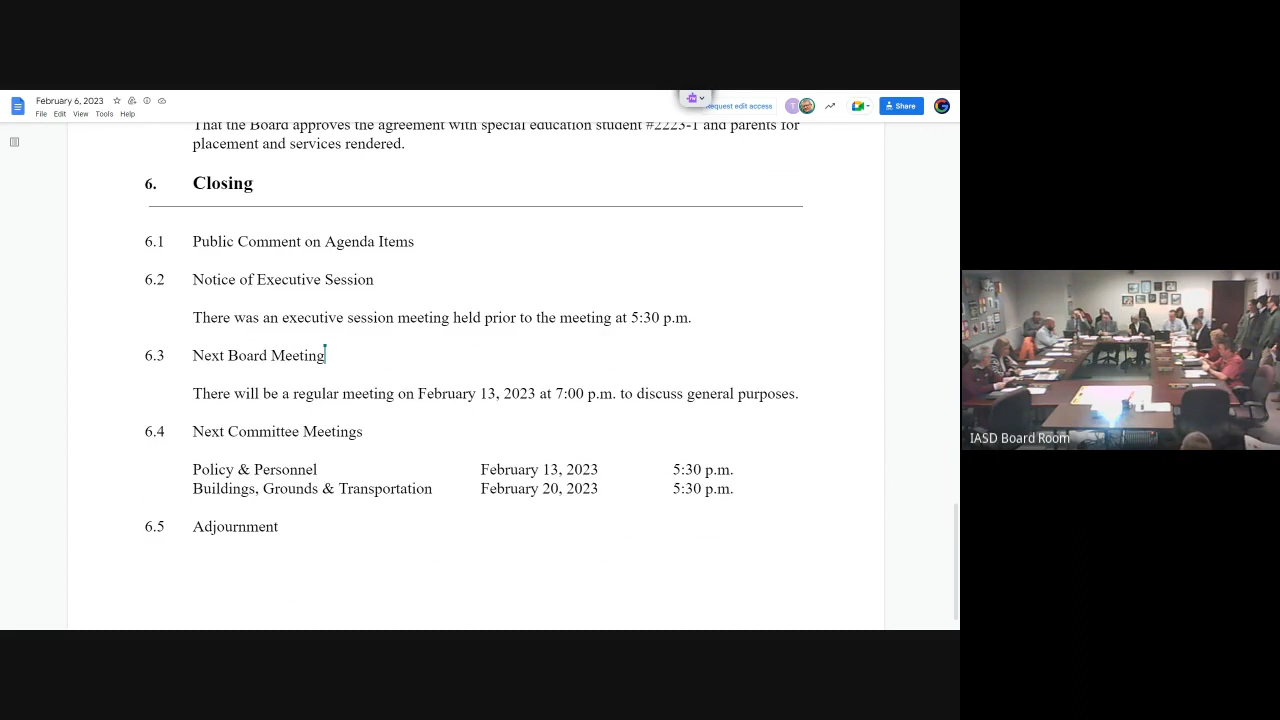 February 6, 2023
File Edit View Tools Help
Request edit access
T
Share
That the Board approves the agreement with special education student #2223-1 and parents for
placement and services rendered.
6. Closing
6.1 Public Comment on Agenda Items
6.2 Notice of Executive Session
There was an executive session meeting held prior to the meeting at 5:30 p.m.
6.3 Next Board Meeting
There will be a regular meeting on February 13, 2023 at 7:00 p.m. to discuss general purposes.
6.4 Next Committee Meetings
Policy & Personnel February 13, 2023 5:30 p.m.
Buildings, Grounds & Transportation February 20, 2023 5:30 p.m.
6.5 Adjournment
IASD Board Room